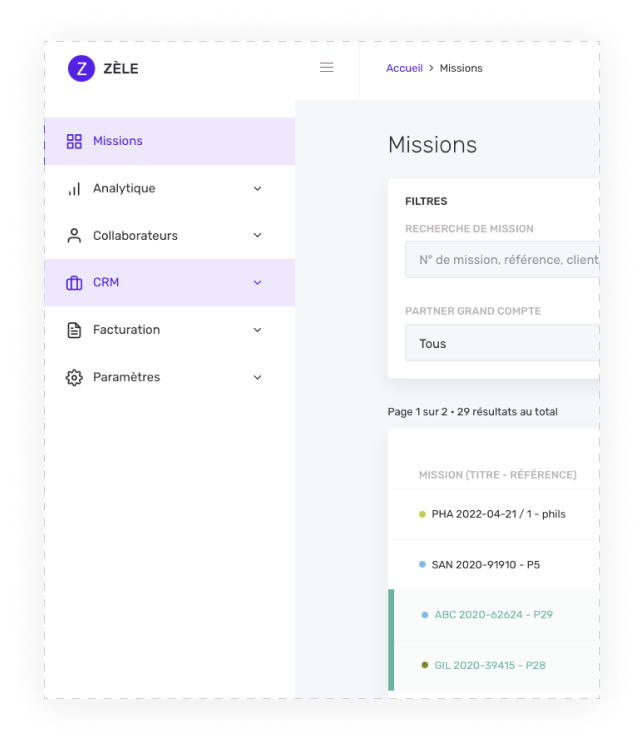 Z ZÈLE
Accueil > Missions
Missions
Analytique
Collaborateurs
CRM
Facturation
Paramètres
Missions
FILTRES
RECHERCHE DE MISSION
N° de mission, référence, client,
PARTNER GRAND COMPTE
Tous
Page 1 sur 2 • 29 résultats au total
MISSION (TITRE - RÉFÉRENCE)
PHA 2022-04-21 / 1 - phils
SAN 2020-91910 - P5
ABC 2020-62624 - P29
GIL 2020-39415 - P28